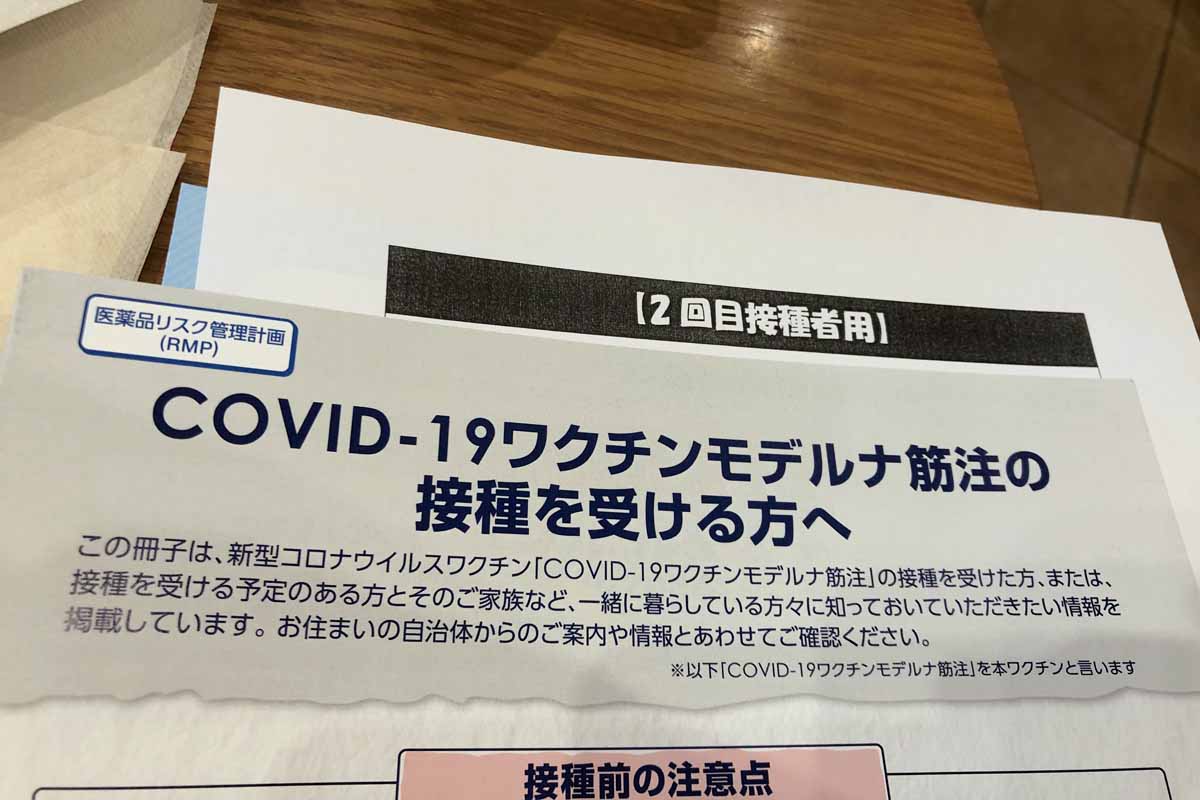 【2回目接種者用】
医薬品リスク管理計画
(RMP)
COVID-19ワクチンモデルナ筋注の
接種を受ける方へ
この冊子は、新型コロナウイルスワクチン「COVID-19ワクチンモデルナ筋注」の接種を受けた方、または、
接種を受ける予定のある方とそのご家族など、一緒に暮らしている方々に知っておいていただきたい情報を
掲載しています。お住まいの自治体からのご案内や情報とあわせてご確認ください。
※以下「COVID-19ワクチンモデルナ筋注」を本ワクチンと言います
接種前の注意点